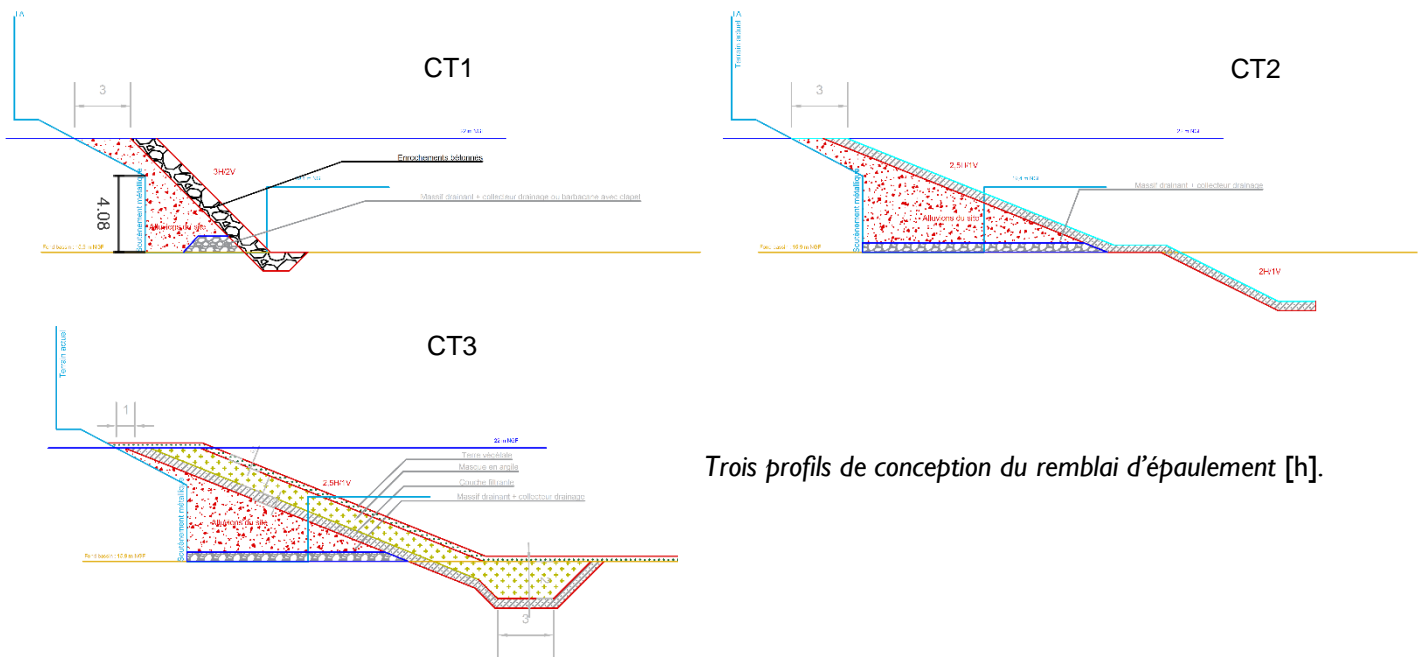 TA
CT1
3
3H/2V
Enrochements bétonnés
Massif drainant + collecteur drainage ou barbacane avec clapet
4.08
Soutènement métallique
Alluvions du site
CT2
Terrain actuel
3
2,5H/1V
Massif drainant + collecteur drainage
Soutènement métallique
Alluvions du site
2H/1V
CT3
Terrain actuel
1
22 m NGF
Terre végétale
Masque en argile
Couche filtrante
Massif drainant + collecteur drainage
2,5H/1V
Soutènement métallique
Alluvions du site
3
Trois profils de conception du remblai d'épaulement [h].